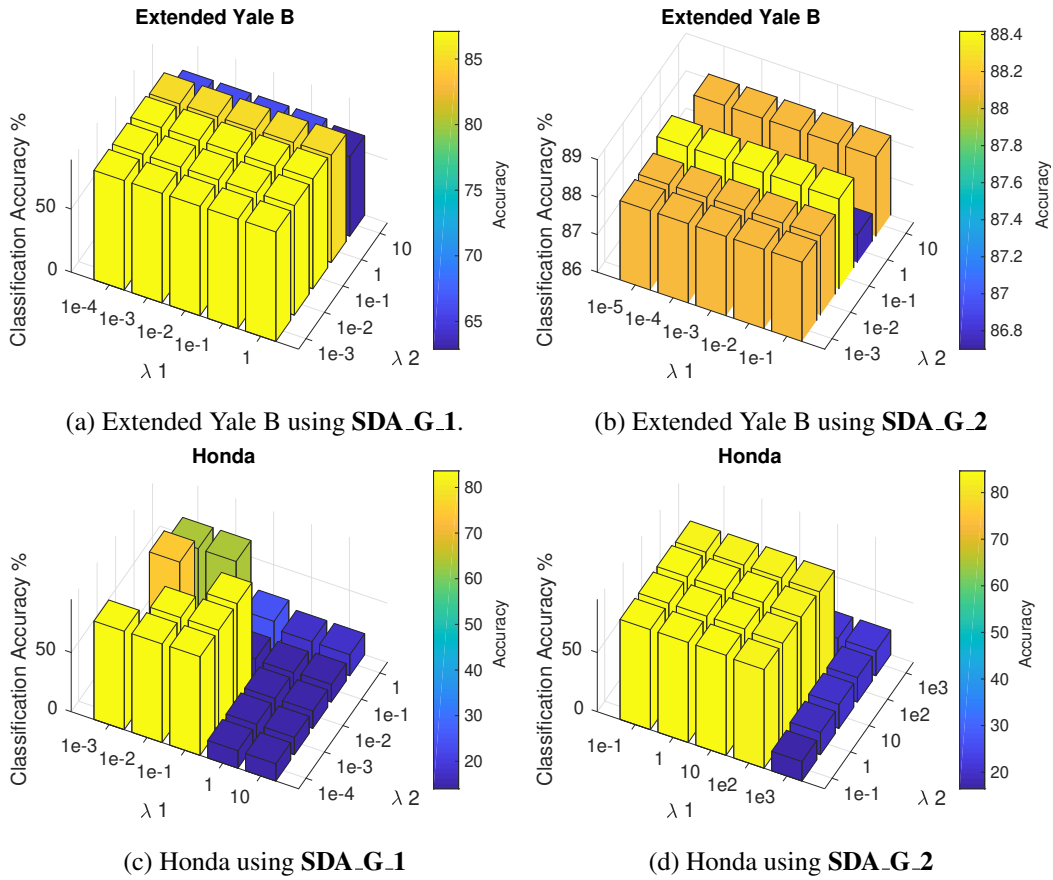 Extended Yale B
Classification Accuracy %
50
0
1e-4
1e-3
1e-2
1e-1
1
λ 1
10
1
1e-1
1e-2
1e-3
λ 2
85
80
75
70
65
Accuracy
(a) Extended Yale B using SDA_G_1.
Extended Yale B
Classification Accuracy %
89
88
87
86
1e-5
1e-4
1e-3
1e-2
1e-1
λ 1
10
1
1e-1
1e-2
1e-3
λ 2
88.4
88.2
88
87.8
87.6
87.4
87.2
87
86.8
Accuracy
(b) Extended Yale B using SDA_G_2
Honda
Classification Accuracy %
50
0
1e-3
1e-2
1e-1
1
10
λ 1
1
1e-1
1e-2
1e-3
1e-4
λ 2
80
70
60
50
40
30
20
Accuracy
(c) Honda using SDA_G_1
Honda
Classification Accuracy %
50
0
1e-1
1
10
1e2
1e3
λ 1
1e3
1e2
10
1
1e-1
λ 2
80
70
60
50
40
30
20
Accuracy
(d) Honda using SDA_G_2